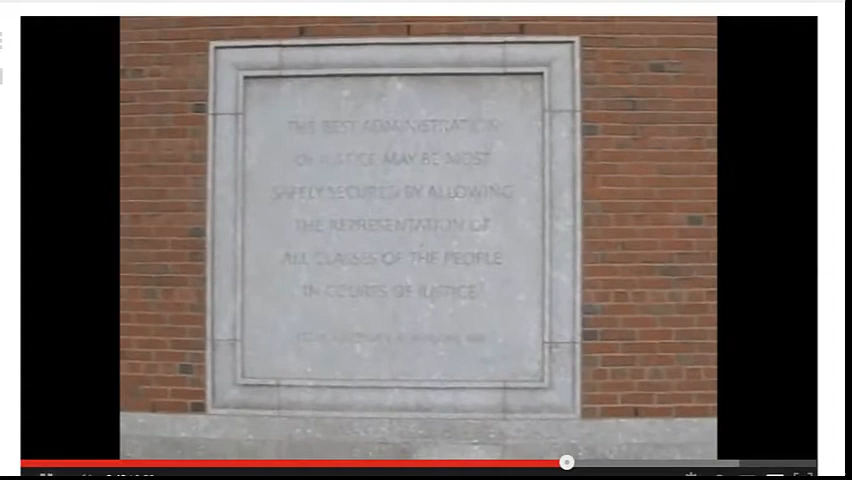 THE BEST ADMINISTRATION
OF JUSTICE MAY BE MOST
SAFELY SECURED BY ALLOWING
THE REPRESENTATION OF
ALL CLASSES OF THE PEOPLE
IN COURTS OF JUSTICE